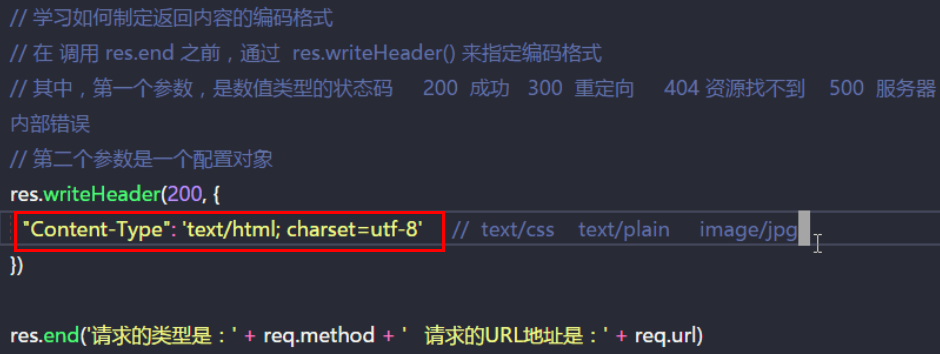 // 学习如何制定返回内容的编码格式
// 在 调用 res.end 之前，通过 res.writeHeader() 来指定编码格式
// 其中，第一个参数，是数值类型的状态码 200 成功 300 重定向 404 资源找不到 500 服务器
内部错误
// 第二个参数是一个配置对象
res.writeHeader(200, {
"Content-Type": 'text/html; charset=utf-8' // text/css text/plain image/jpg
})
res.end('请求的类型是：' + req.method + ' 请求的URL地址是：' + req.url)